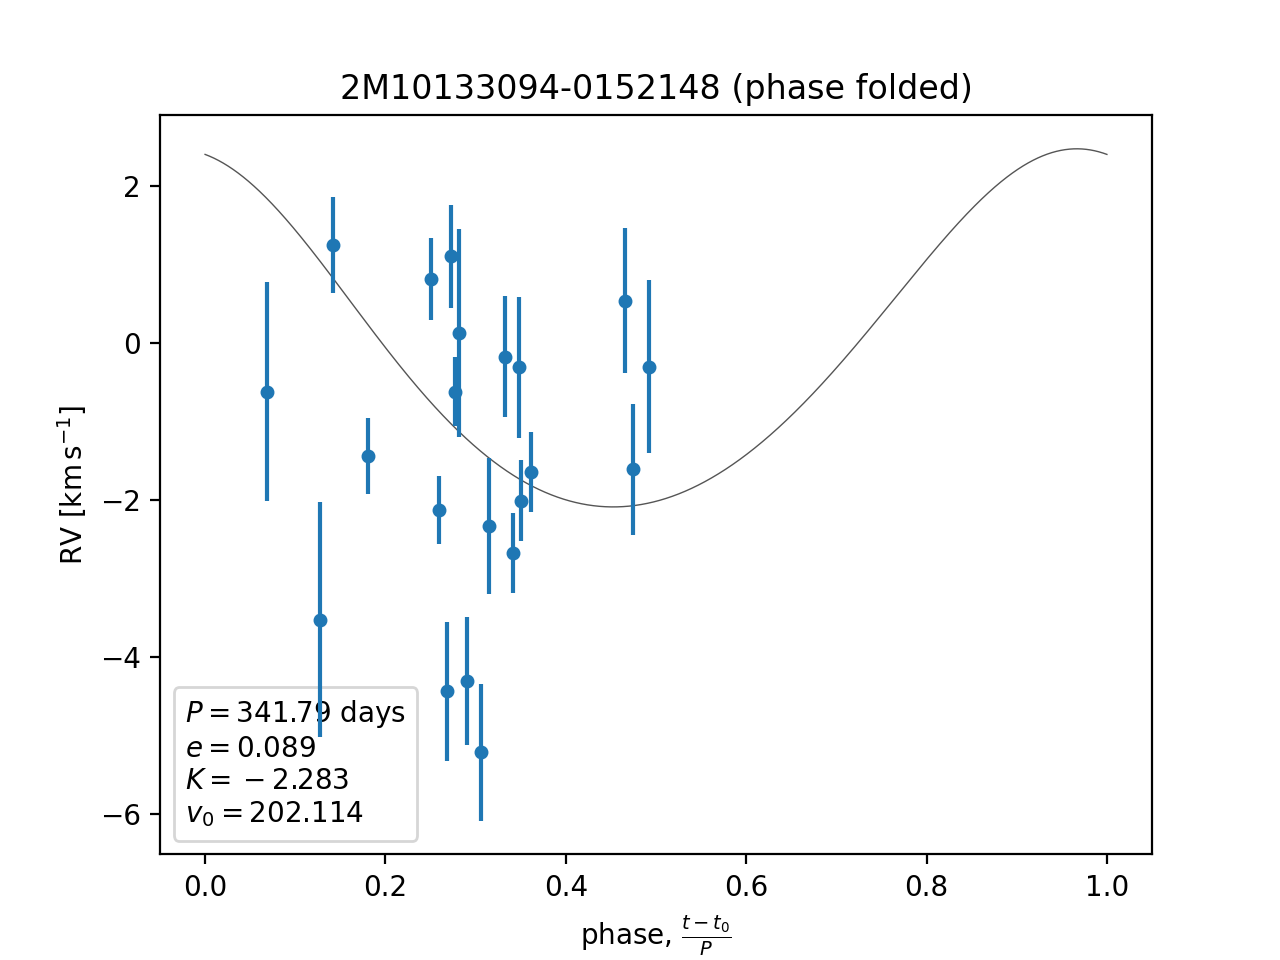 2M10133094-0152148 (phase folded)
2
0
−2
−4
−6
RV [km s⁻¹]
P = 341.79 days
e = 0.089
K = −2.283
v₀ = 202.114
0.0 0.2 0.4 0.6 0.8 1.0
phase, (t − t₀)/P